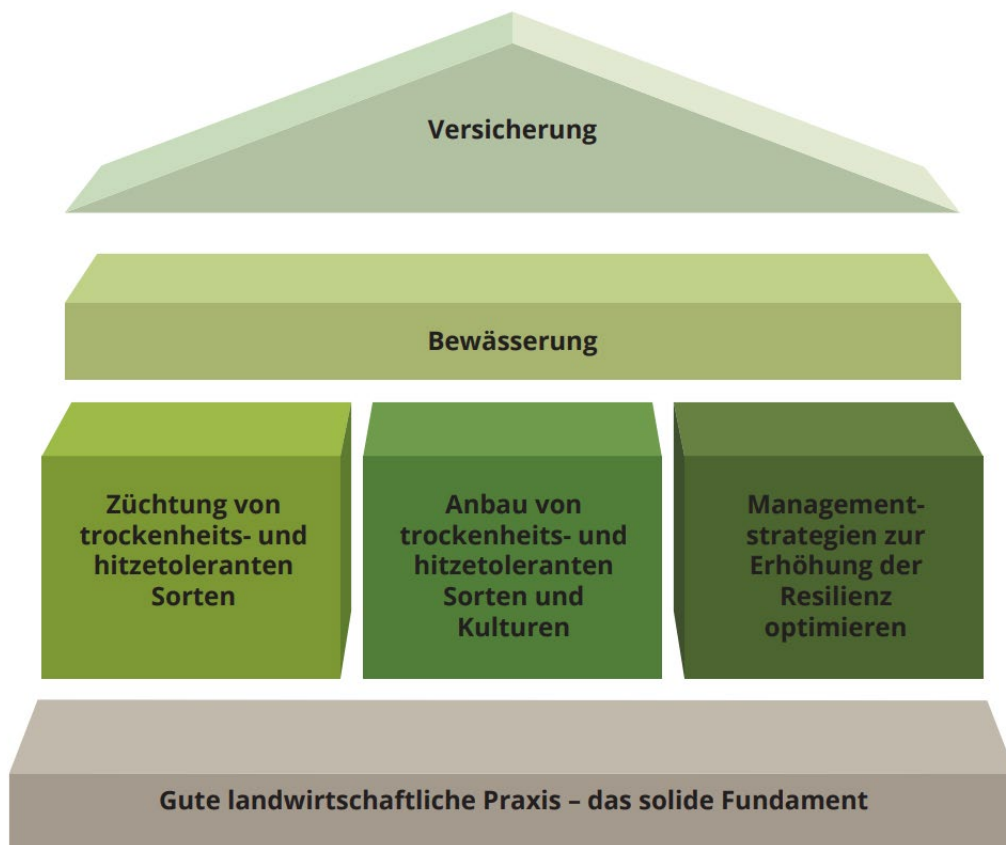 Versicherung
Bewässerung
Züchtung von
trockenheits- und
hitzetoleranten
Sorten
Anbau von
trockenheits- und
hitzetoleranten
Sorten und
Kulturen
Management-
strategien zur
Erhöhung der
Resilienz
optimieren
Gute landwirtschaftliche Praxis – das solide Fundament